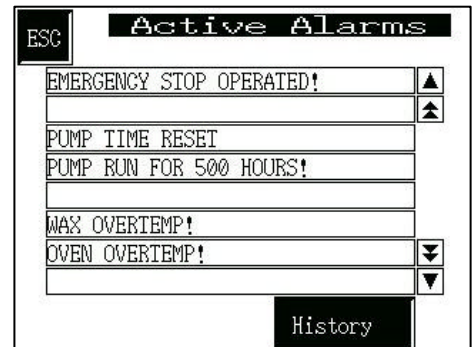 ESC
Active Alarms
EMERGENCY STOP OPERATED!
PUMP TIME RESET
PUMP RUN FOR 500 HOURS!
WAX OVERTEMP!
OVEN OVERTEMP!
History